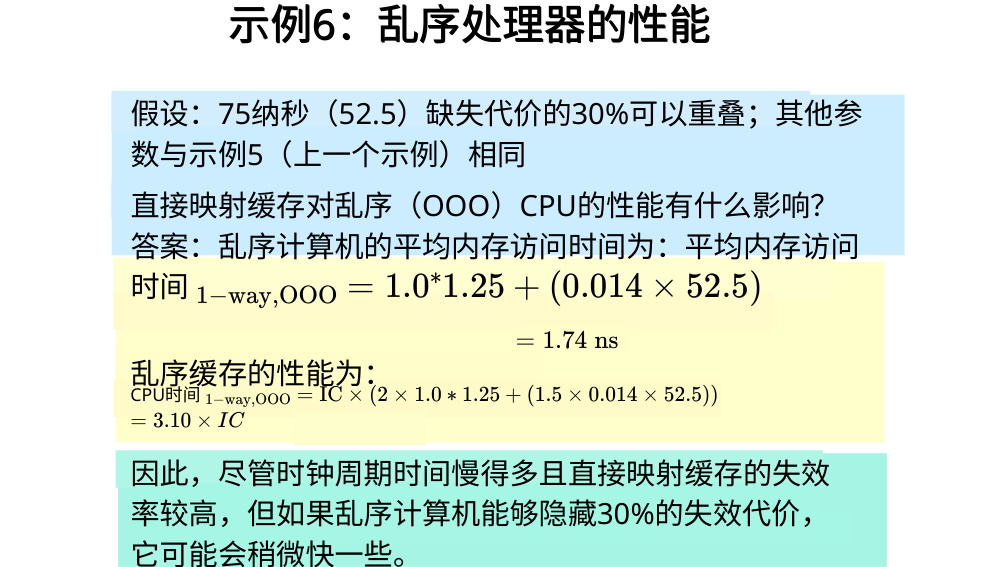 示例6：乱序处理器的性能
假设：75纳秒（52.5）缺失代价的30%可以重叠；其他参
数与示例5（上一个示例）相同
直接映射缓存对乱序（OOO）CPU的性能有什么影响？
答案：乱序计算机的平均内存访问时间为：平均内存访问
时间 1−way,OOO = 1.0*1.25 + (0.014 × 52.5)
= 1.74 ns
乱序缓存的性能为：
CPU时间 1−way,OOO = IC × (2 × 1.0 ∗ 1.25 + (1.5 × 0.014 × 52.5))
= 3.10 × IC
因此，尽管时钟周期时间慢得多且直接映射缓存的失效
率较高，但如果乱序计算机能够隐藏30%的失效代价，
它可能会稍微快一些。